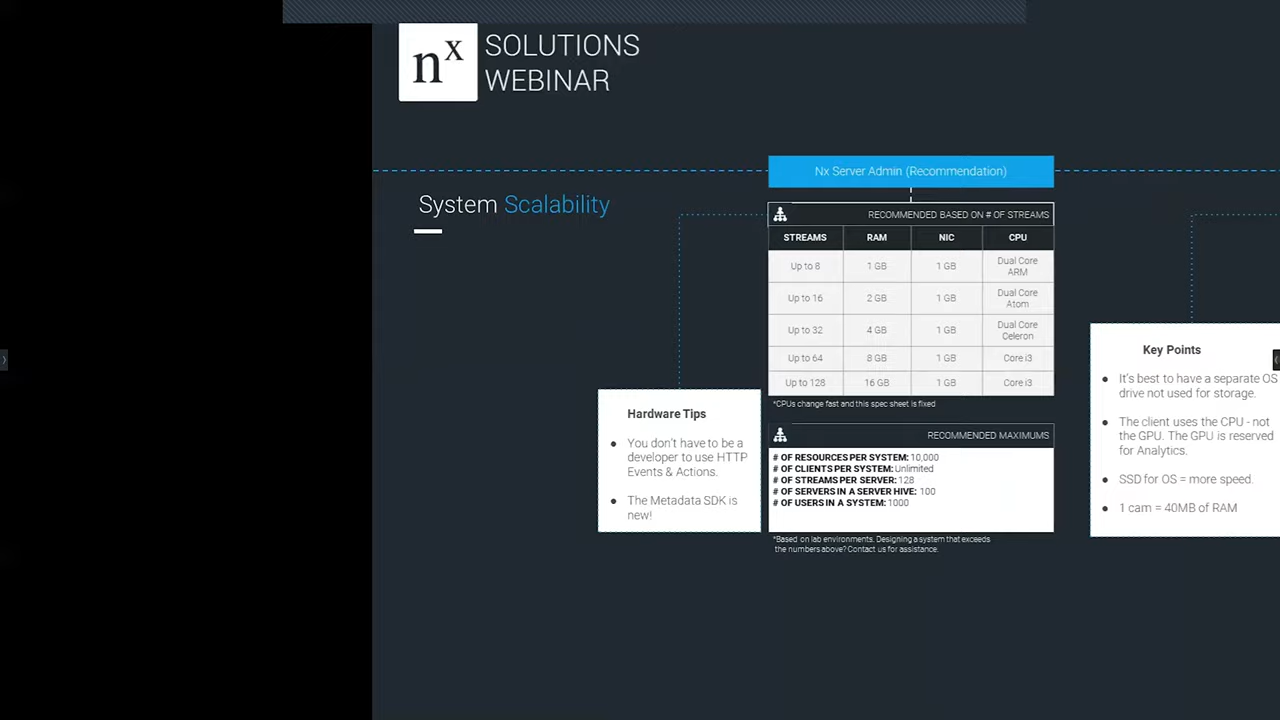 nx
SOLUTIONS
WEBINAR
System Scalability
Nx Server Admin (Recommendation)
RECOMMENDED BASED ON # OF STREAMS
STREAMS RAM NIC CPU
Up to 8 1 GB 1 GB Dual Core
ARM
Up to 16 2 GB 1 GB Dual Core
Atom
Up to 32 4 GB 1 GB Dual Core
Celeron
Up to 64 8 GB 1 GB Core i3
Up to 128 16 GB 1 GB Core i3
*CPUs change fast and this spec sheet is fixed
RECOMMENDED MAXIMUMS
# OF RESOURCES PER SYSTEM: 10,000
# OF CLIENTS PER SYSTEM: Unlimited
# OF STREAMS PER SERVER: 128
# OF SERVERS IN A SERVER HIVE: 100
# OF USERS IN A SYSTEM: 1000
*Based on lab environments. Designing a system that exceeds
the numbers above? Contact us for assistance.
Hardware Tips
● You don't have to be a
developer to use HTTP
Events & Actions.
● The Metadata SDK is
new!
Key Points
● It's best to have a separate OS
drive not used for storage.
● The client uses the CPU - not
the GPU. The GPU is reserved
for Analytics.
● SSD for OS = more speed.
● 1 cam = 40MB of RAM